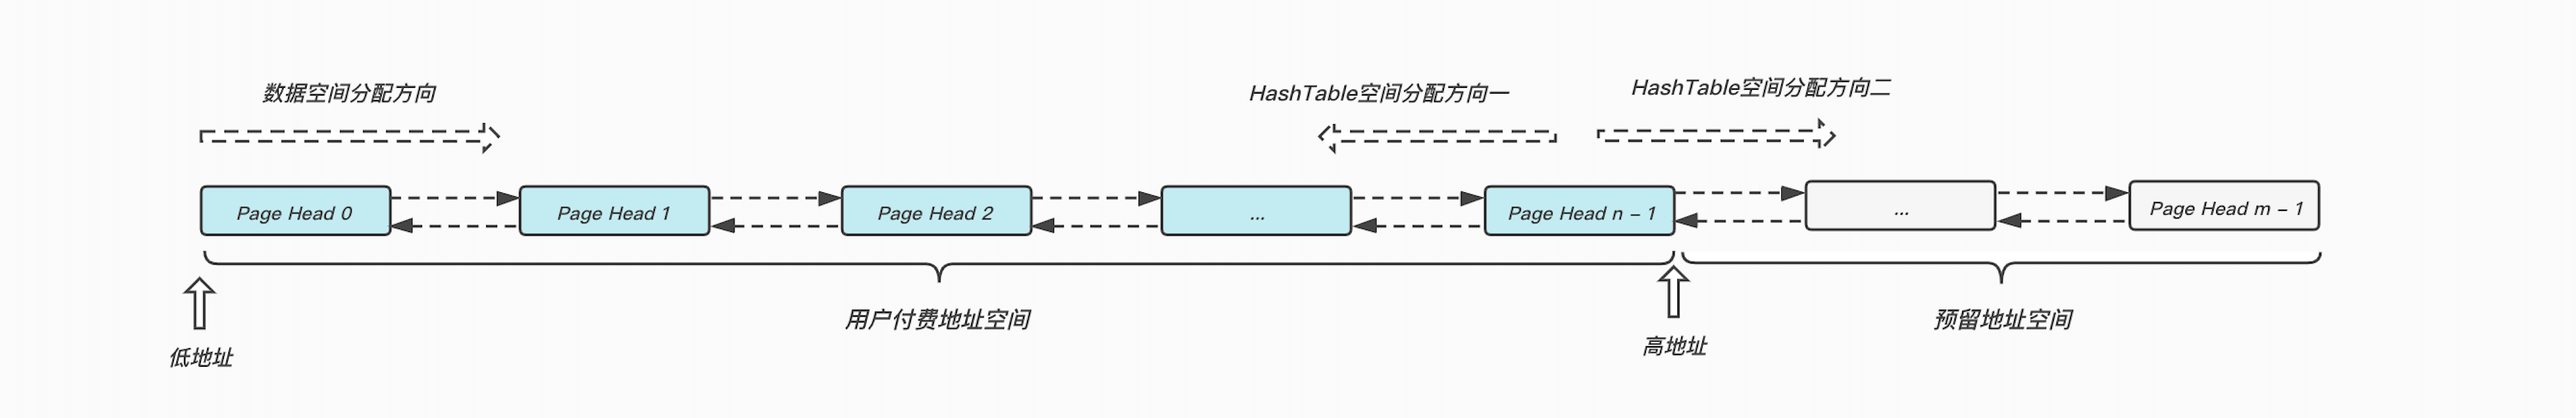 数据空间分配方向
HashTable空间分配方向一
HashTable空间分配方向二
Page Head 0
Page Head 1
Page Head 2
...
Page Head n – 1
...
Page Head m – 1
用户付费地址空间
预留地址空间
低地址
高地址